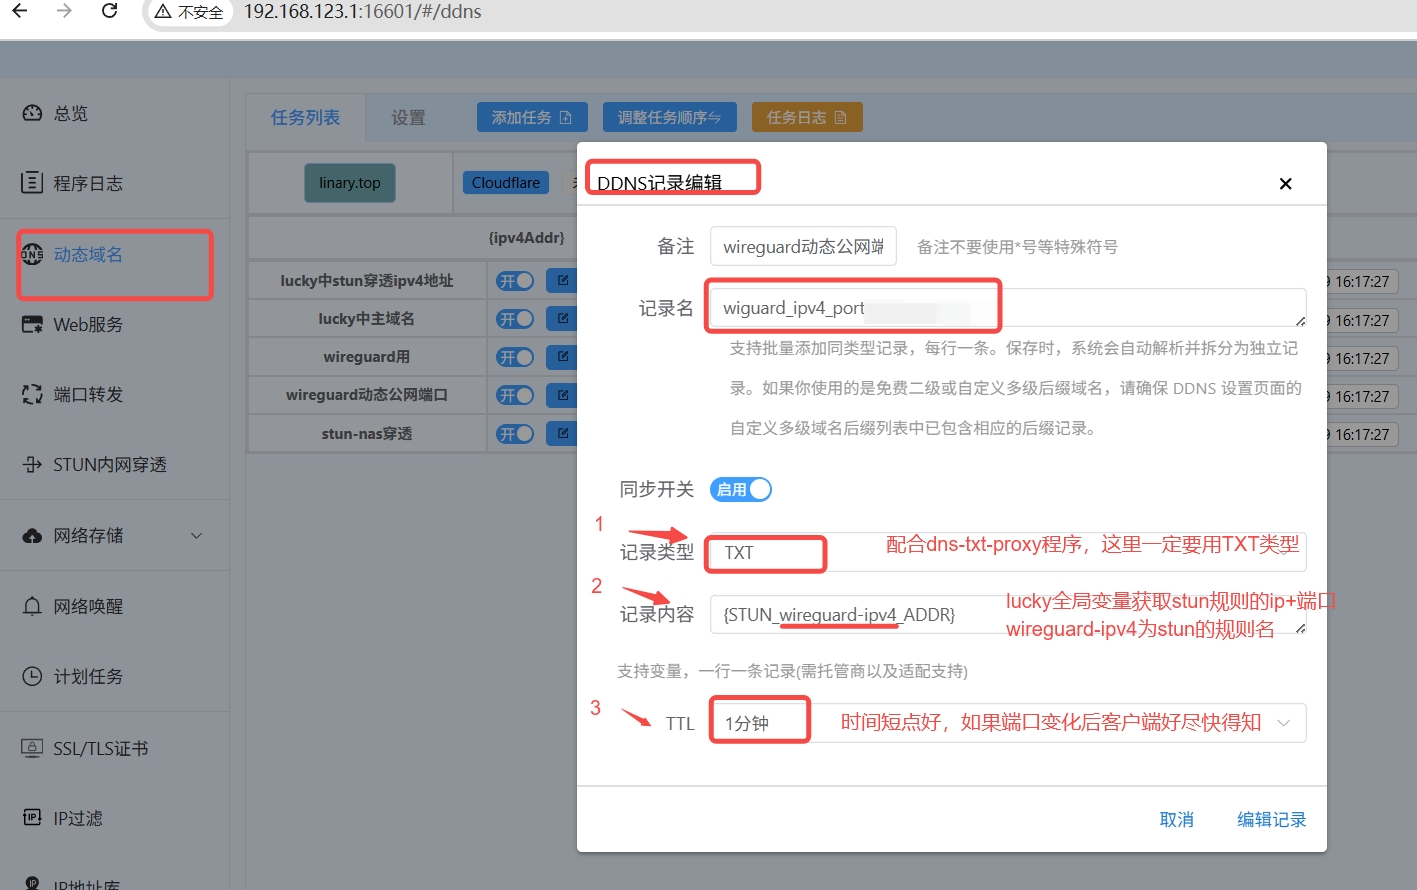 不安全 192.168.123.1:16601/#/ddns
总览
程序日志
动态域名
Web服务
端口转发
STUN内网穿透
网络存储
网络唤醒
计划任务
SSL/TLS证书
IP过滤
IP地址库
任务列表 设置 添加任务 调整任务顺序 任务日志
linary.top Cloudflare
{ipv4Addr}
lucky中stun穿透ipv4地址 开 9 16:17:27
lucky中主域名 开 9 16:17:27
wireguard用 开 9 16:17:27
wireguard动态公网端口 开 9 16:17:27
stun-nas穿透 开 9 16:17:27
DDNS记录编辑
备注 wireguard动态公网端 备注不要使用*号等特殊符号
记录名 wiguard_ipv4_port
支持批量添加同类型记录，每行一条。保存时，系统会自动解析并拆分为独立记
录。如果你使用的是免费二级或自定义多级后缀域名，请确保 DDNS 设置页面的
自定义多级域名后缀列表中已包含相应的后缀记录。
同步开关 启用
1
记录类型 TXT 配合dns-txt-proxy程序，这里一定要用TXT类型
2
记录内容 {STUN_wireguard-ipv4_ADDR} lucky全局变量获取stun规则的ip+端口
wireguard-ipv4为stun的规则名
支持变量，一行一条记录(需托管商以及适配支持)
3
TTL 1分钟 时间短点好，如果端口变化后客户端好尽快得知
取消 编辑记录